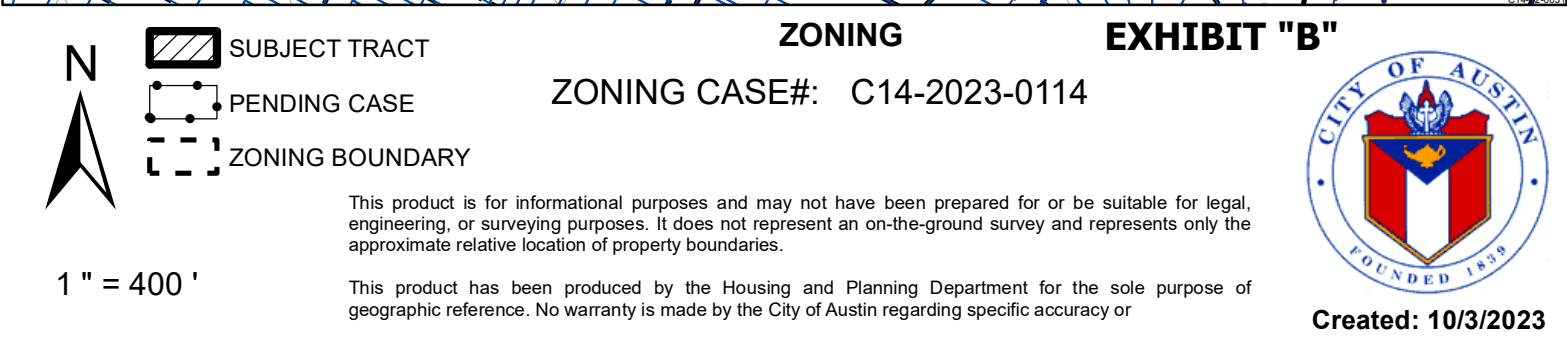 ZONING
EXHIBIT "B"
N
SUBJECT TRACT
PENDING CASE
ZONING BOUNDARY
ZONING CASE#: C14-2023-0114
This product is for informational purposes and may not have been prepared for or be suitable for legal,
engineering, or surveying purposes. It does not represent an on-the-ground survey and represents only the
approximate relative location of property boundaries.
1 " = 400 '
This product has been produced by the Housing and Planning Department for the sole purpose of
geographic reference. No warranty is made by the City of Austin regarding specific accuracy or
CITY OF AUSTIN
FOUNDED 1839
Created: 10/3/2023